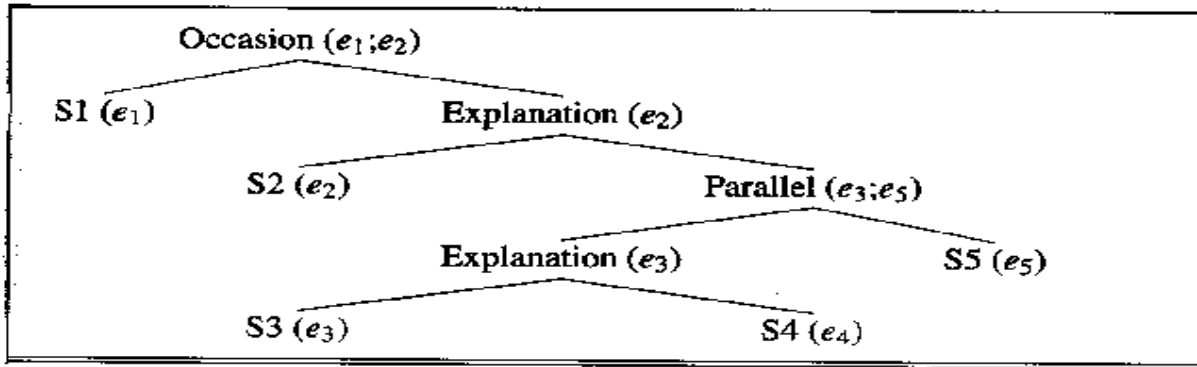 Occasion (e₁;e₂)
S1 (e₁)
Explanation (e₂)
S2 (e₂)
Parallel (e₃;e₅)
Explanation (e₃)
S5 (e₅)
S3 (e₃)
S4 (e₄)